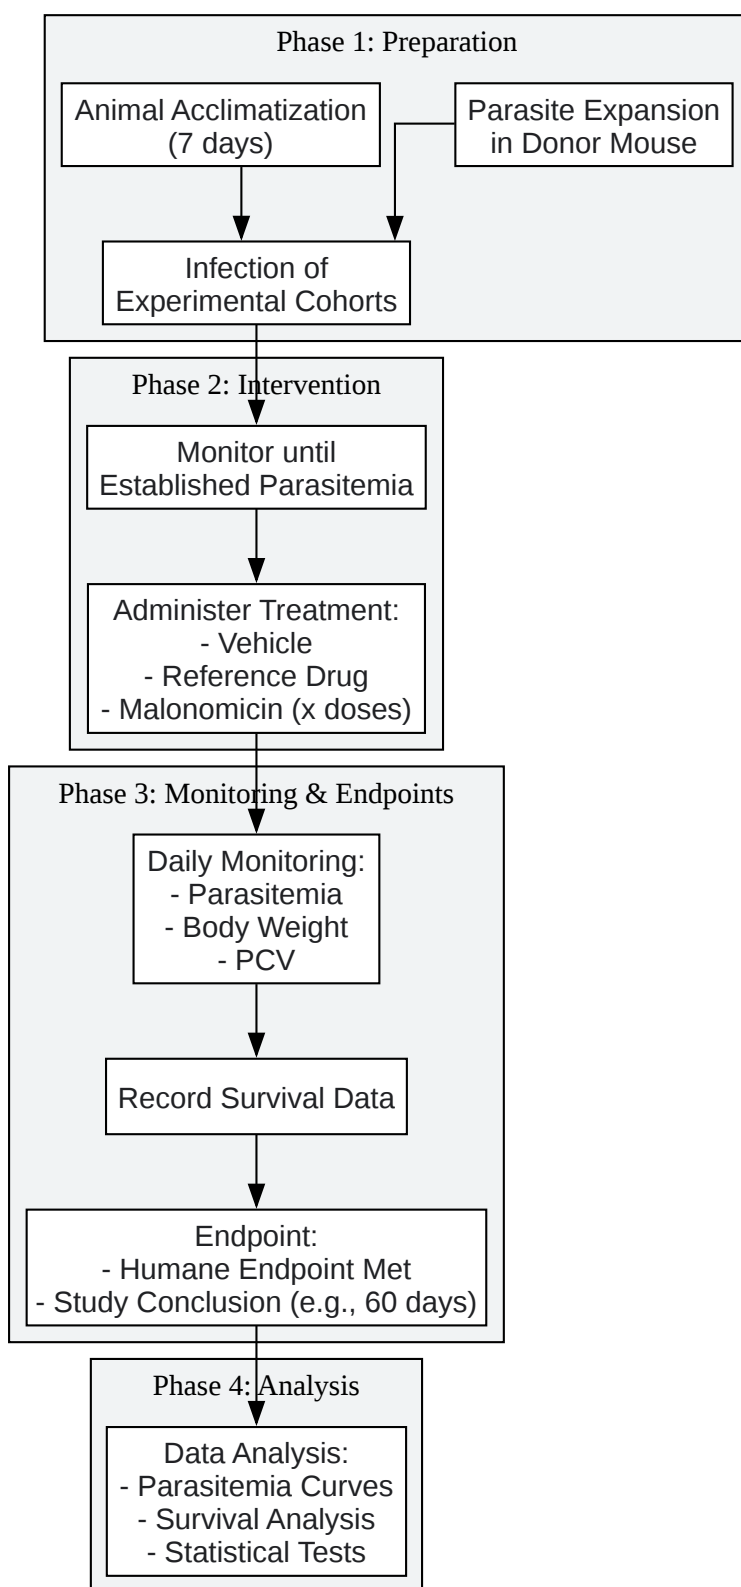 Phase 1: Preparation
Animal Acclimatization
(7 days)
Parasite Expansion
in Donor Mouse
Infection of
Experimental Cohorts
Phase 2: Intervention
Monitor until
Established Parasitemia
Administer Treatment:
- Vehicle
- Reference Drug
- Malonomicin (x doses)
Phase 3: Monitoring & Endpoints
Daily Monitoring:
- Parasitemia
- Body Weight
- PCV
Record Survival Data
Endpoint:
- Humane Endpoint Met
- Study Conclusion (e.g., 60 days)
Phase 4: Analysis
Data Analysis:
- Parasitemia Curves
- Survival Analysis
- Statistical Tests